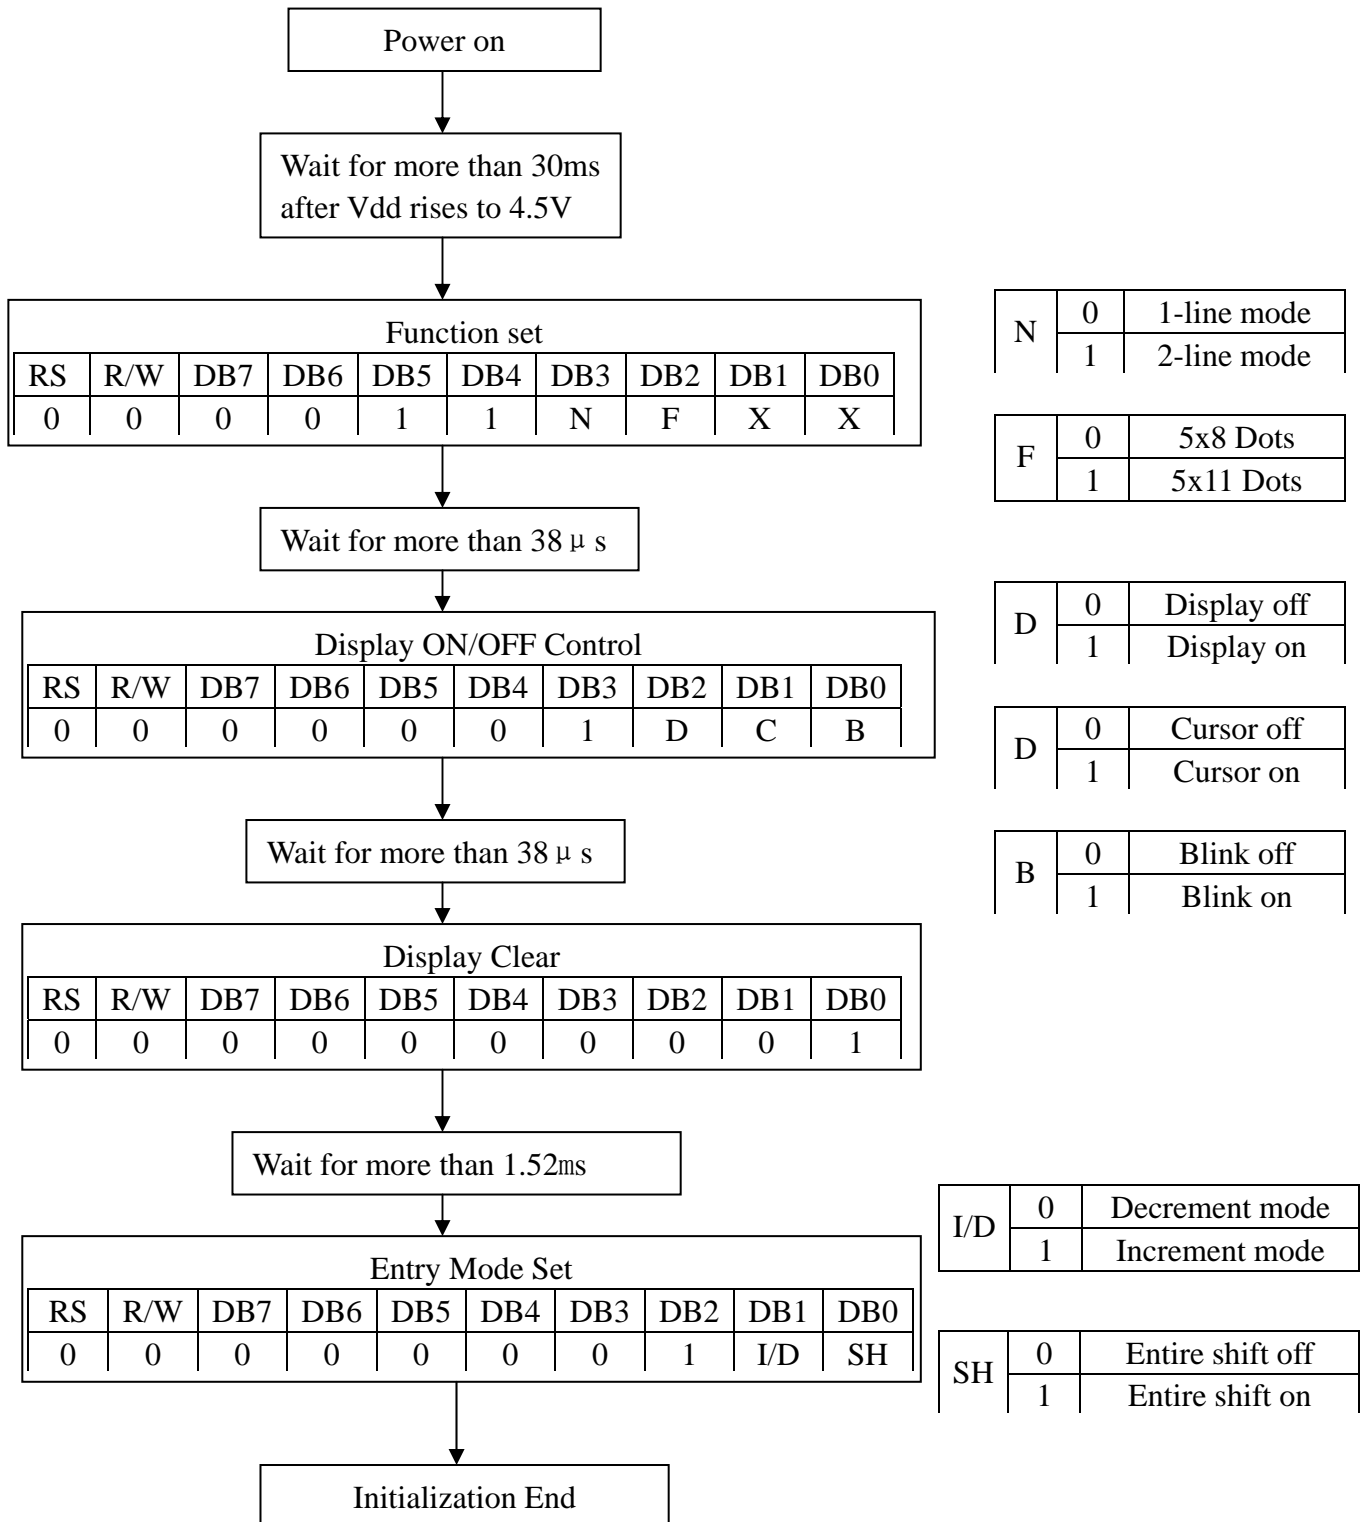 Power on
Wait for more than 30ms
after Vdd rises to 4.5V
Function set
RS R/W DB7 DB6 DB5 DB4 DB3 DB2 DB1 DB0
0 0 0 0 1 1 N F X X
N 0 1-line mode
1 2-line mode
F 0 5x8 Dots
1 5x11 Dots
Wait for more than 38μs
Display ON/OFF Control
RS R/W DB7 DB6 DB5 DB4 DB3 DB2 DB1 DB0
0 0 0 0 0 0 1 D C B
D 0 Display off
1 Display on
D 0 Cursor off
1 Cursor on
B 0 Blink off
1 Blink on
Wait for more than 38μs
Display Clear
RS R/W DB7 DB6 DB5 DB4 DB3 DB2 DB1 DB0
0 0 0 0 0 0 0 0 0 1
Wait for more than 1.52ms
Entry Mode Set
RS R/W DB7 DB6 DB5 DB4 DB3 DB2 DB1 DB0
0 0 0 0 0 0 0 1 I/D SH
I/D 0 Decrement mode
1 Increment mode
SH 0 Entire shift off
1 Entire shift on
Initialization End